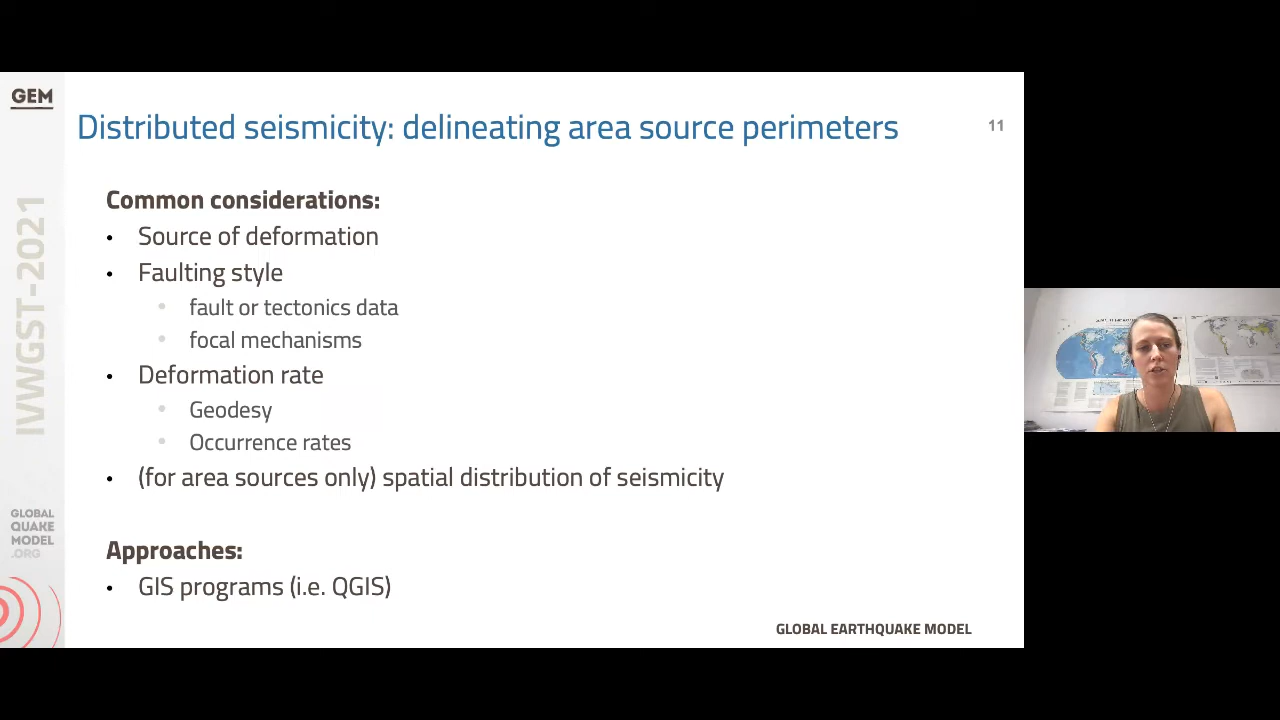 GEM
Distributed seismicity: delineating area source perimeters
11
Common considerations:
• Source of deformation
• Faulting style
• fault or tectonics data
• focal mechanisms
• Deformation rate
• Geodesy
• Occurrence rates
• (for area sources only) spatial distribution of seismicity
Approaches:
• GIS programs (i.e. QGIS)
IVWGST-2021
GLOBAL
QUAKE
MODEL
.ORG
GLOBAL EARTHQUAKE MODEL